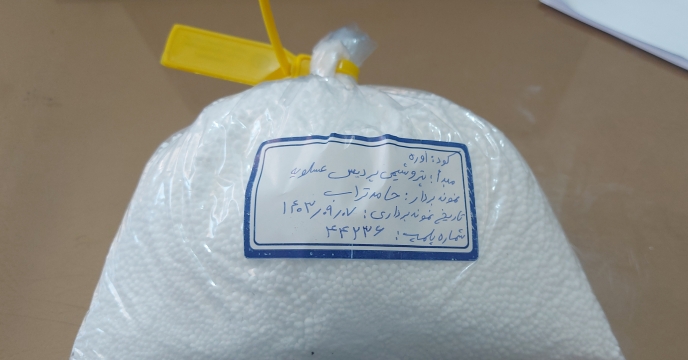 کود: اوره
مبدا: پتروشیمی پردیس عسلویه
نمونه بردار: حامد تراب
تاریخ نمونه برداری: ۱۴۰۳/۰۹/۰۷
شماره پلمپ: ۴۴۲۳۶